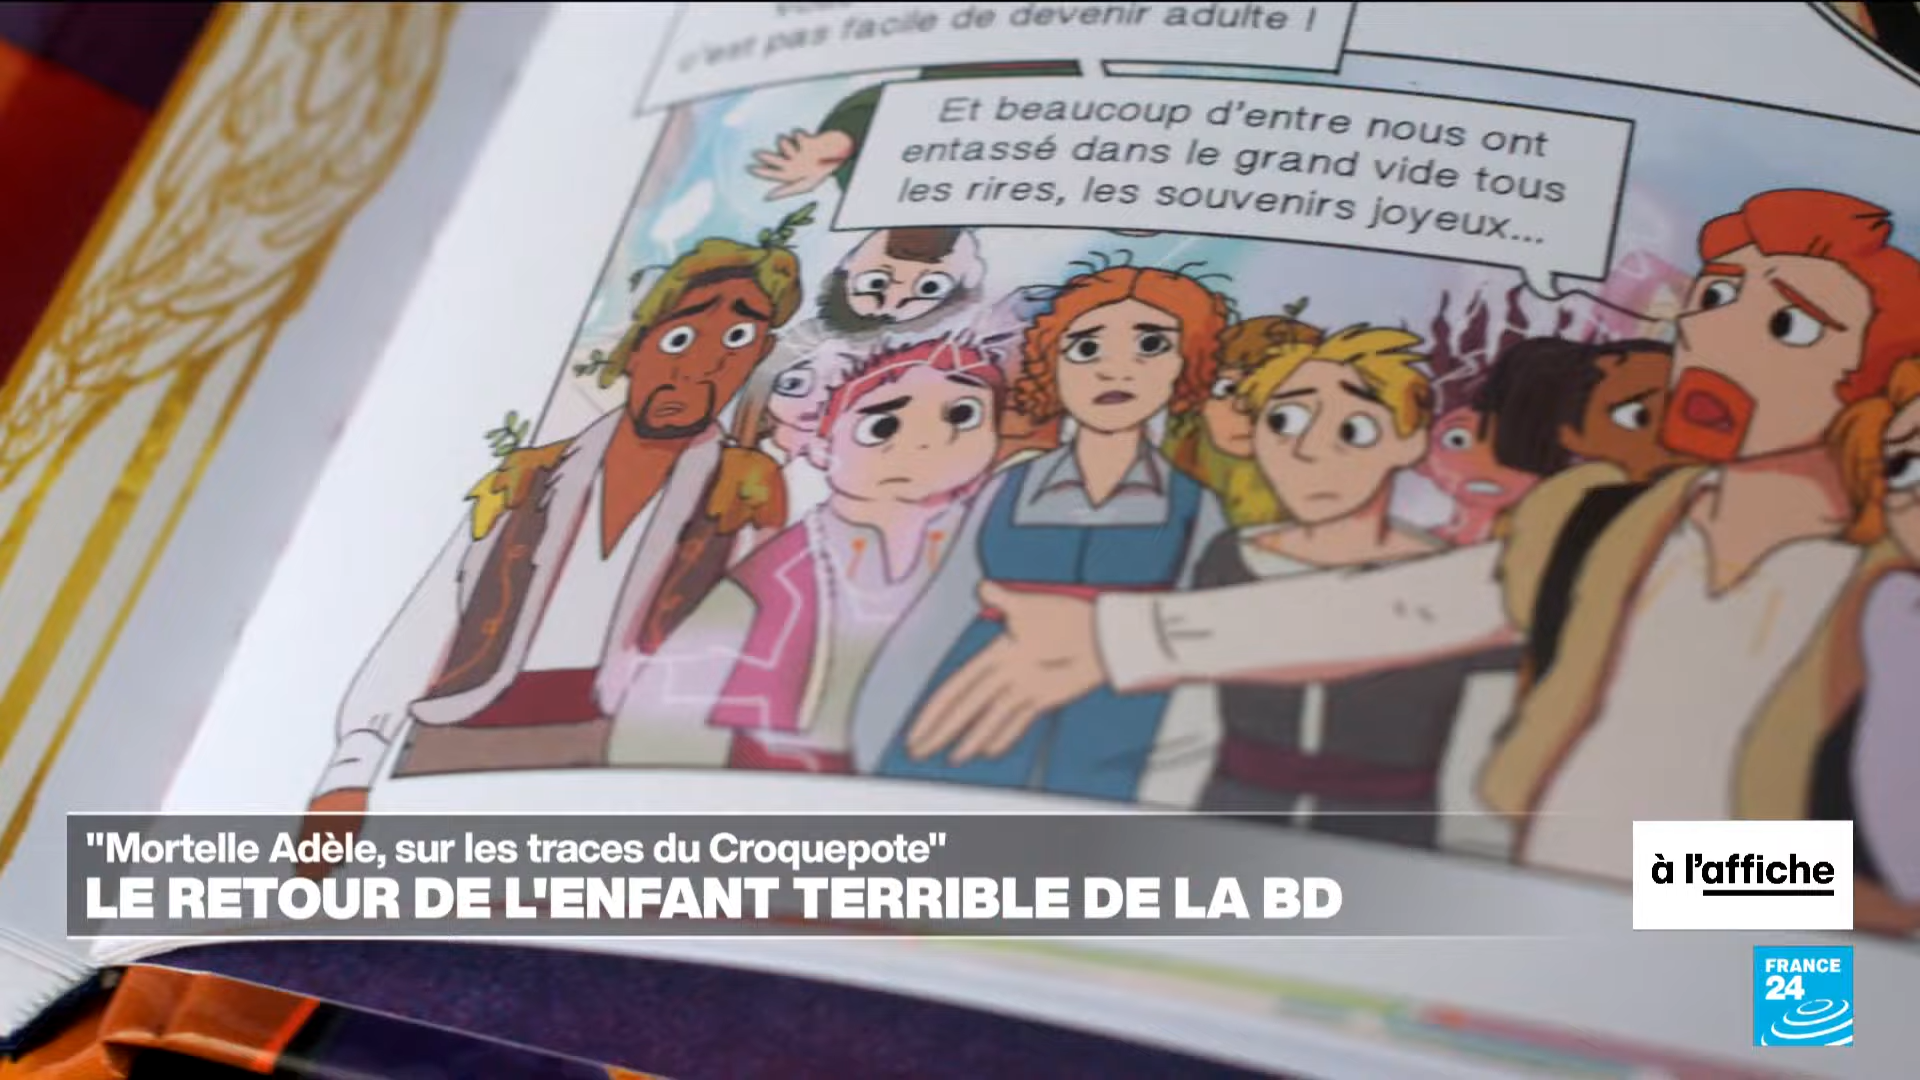 c'est pas facile de devenir adulte !
Et beaucoup d'entre nous ont
entassé dans le grand vide tous
les rires, les souvenirs joyeux...
"Mortelle Adèle, sur les traces du Croquepote"
LE RETOUR DE L'ENFANT TERRIBLE DE LA BD
à l'affiche
FRANCE
24